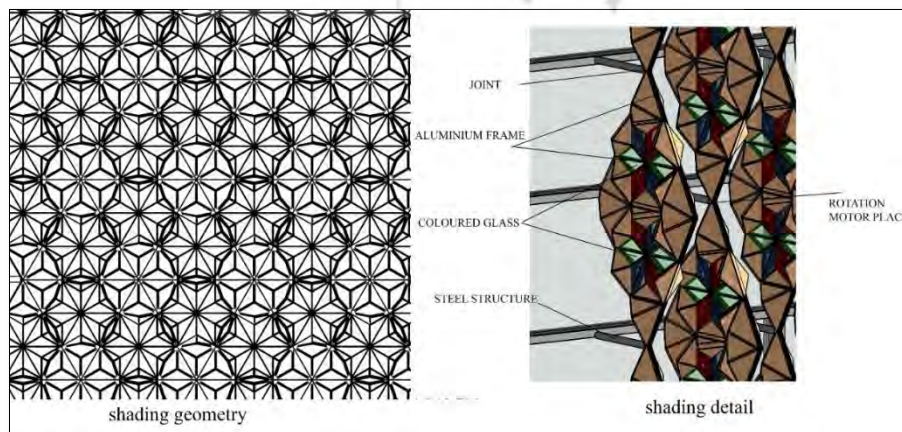 JOINT
ALUMINIUM FRAME
COLOURED GLASS
STEEL STRUCTURE
ROTATION
MOTOR PLAC
shading geometry
shading detail